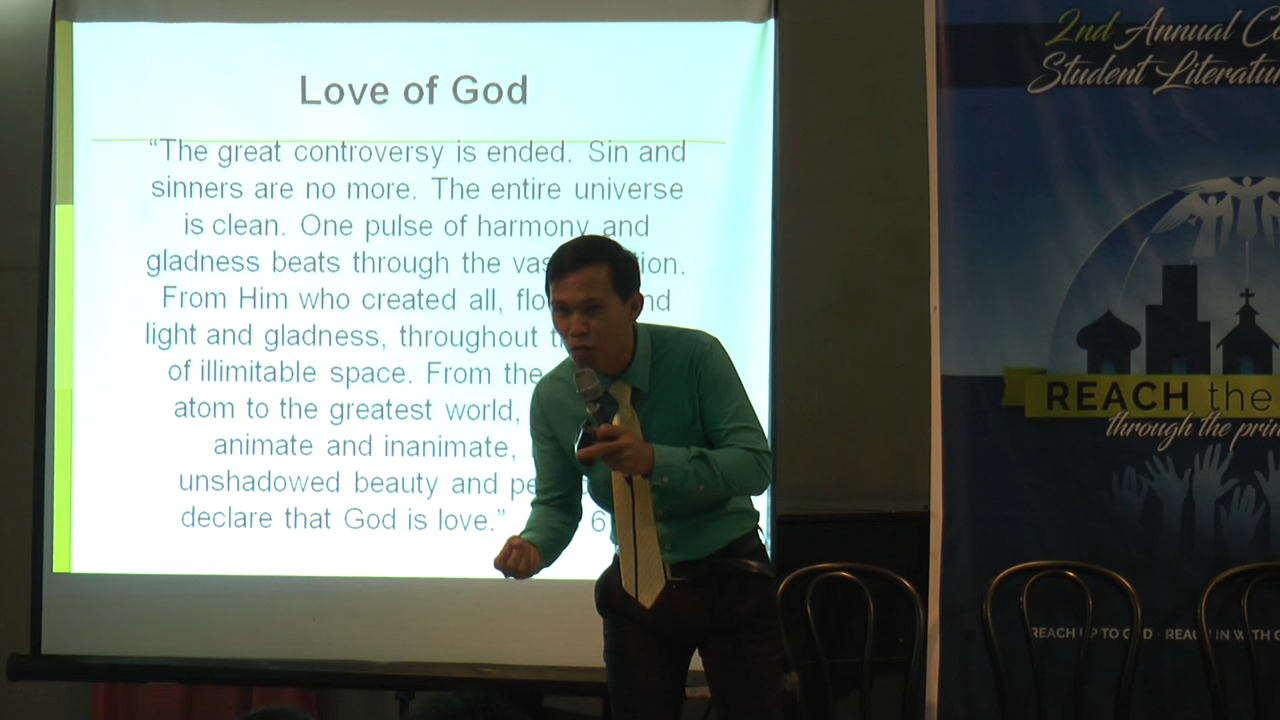 Love of God
“The great controversy is ended. Sin and
sinners are no more. The entire universe
is clean. One pulse of harmony and
gladness beats through the vas tion.
From Him who created all, flo nd
light and gladness, throughout t
of illimitable space. From the
atom to the greatest world,
animate and inanimate,
unshadowed beauty and pe
declare that God is love.” 6
2nd Annual Co
Student Literatu
REACH the
through the prin
REACH UP TO GOD · REACH IN WITH